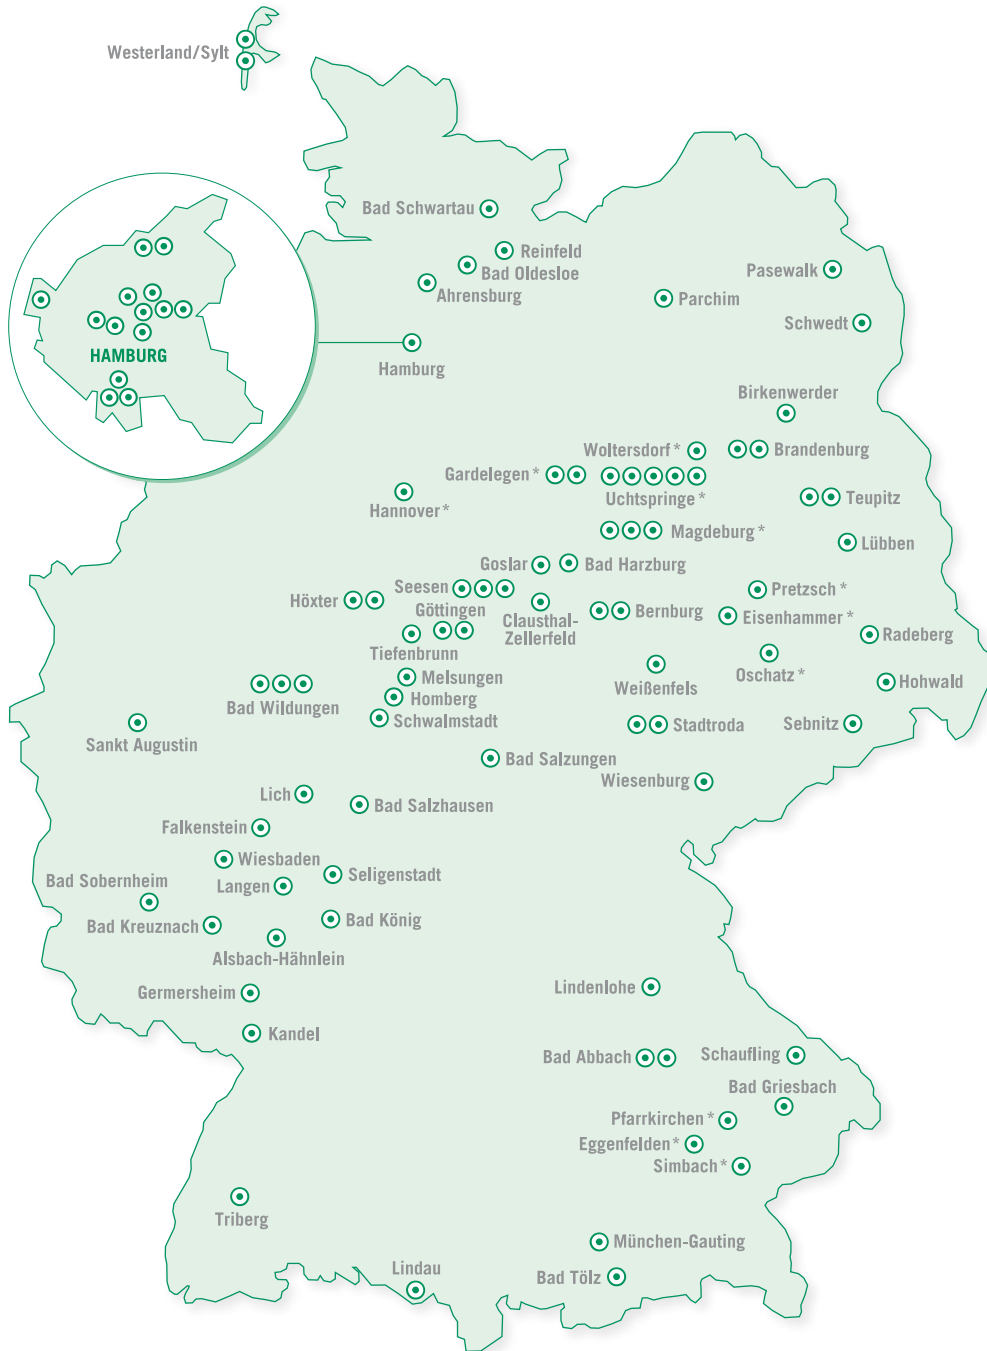 Westerland/Sylt
Bad Schwartau
Reinfeld
Bad Oldesloe
Ahrensburg
Pasewalk
Parchim
Schwedt
HAMBURG
Hamburg
Birkenwerder
Woltersdorf *
Brandenburg
Gardelegen *
Uchtspringe *
Teupitz
Hannover *
Magdeburg *
Lübben
Goslar
Bad Harzburg
Seesen
Pretzsch *
Höxter
Göttingen
Clausthal-
Zellerfeld
Bernburg
Eisenhammer *
Radeberg
Tiefenbrunn
Melsungen
Weißenfels
Oschatz *
Hohwald
Bad Wildungen
Homberg
Schwalmstadt
Stadtroda
Sebnitz
Sankt Augustin
Bad Salzungen
Wiesenburg
Lich
Bad Salzhausen
Falkenstein
Wiesbaden
Seligenstadt
Langen
Bad Sobernheim
Bad Kreuznach
Bad König
Alsbach-Hähnlein
Lindenlohe
Germersheim
Kandel
Bad Abbach
Schaufling
Bad Griesbach
Pfarrkirchen *
Eggenfelden *
Simbach *
Triberg
München-Gauting
Lindau
Bad Tölz